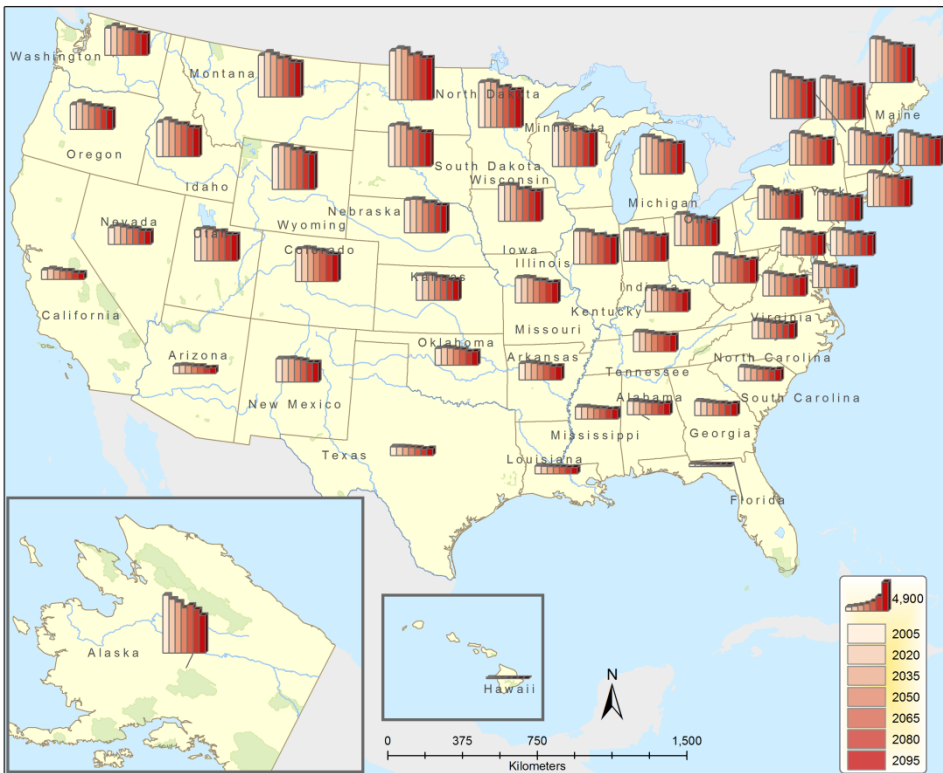 Washington
Montana
North Dakota
Minnesota
Maine
Oregon
Idaho
South Dakota
Wisconsin
Michigan
York
Wyoming
Nebraska
Iowa
Nevada
Utah
Colorado
Illinois
Indiana
Kansas
Kentucky
Virginia
California
Missouri
Oklahoma
Arkansas
Tennessee
North Carolina
Arizona
New Mexico
Alabama
South Carolina
Mississippi
Georgia
Texas
Louisiana
Florida
Alaska
Hawaii
N
0 375 750 1,500
Kilometers
4,900
2005
2020
2035
2050
2065
2080
2095